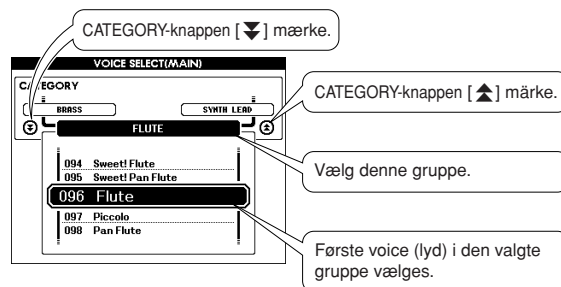 CATEGORY-knappen [ ] mærke.
VOICE SELECT(MAIN)
CATEGORY
CATEGORY-knappen [ ] märke.
BRASS
SYNTH LEAD
FLUTE
Vælg denne gruppe.
094 Sweet! Flute
095 Sweet! Pan Flute
096 Flute
097 Piccolo
098 Pan Flute
Første voice (lyd) i den valgte
gruppe vælges.